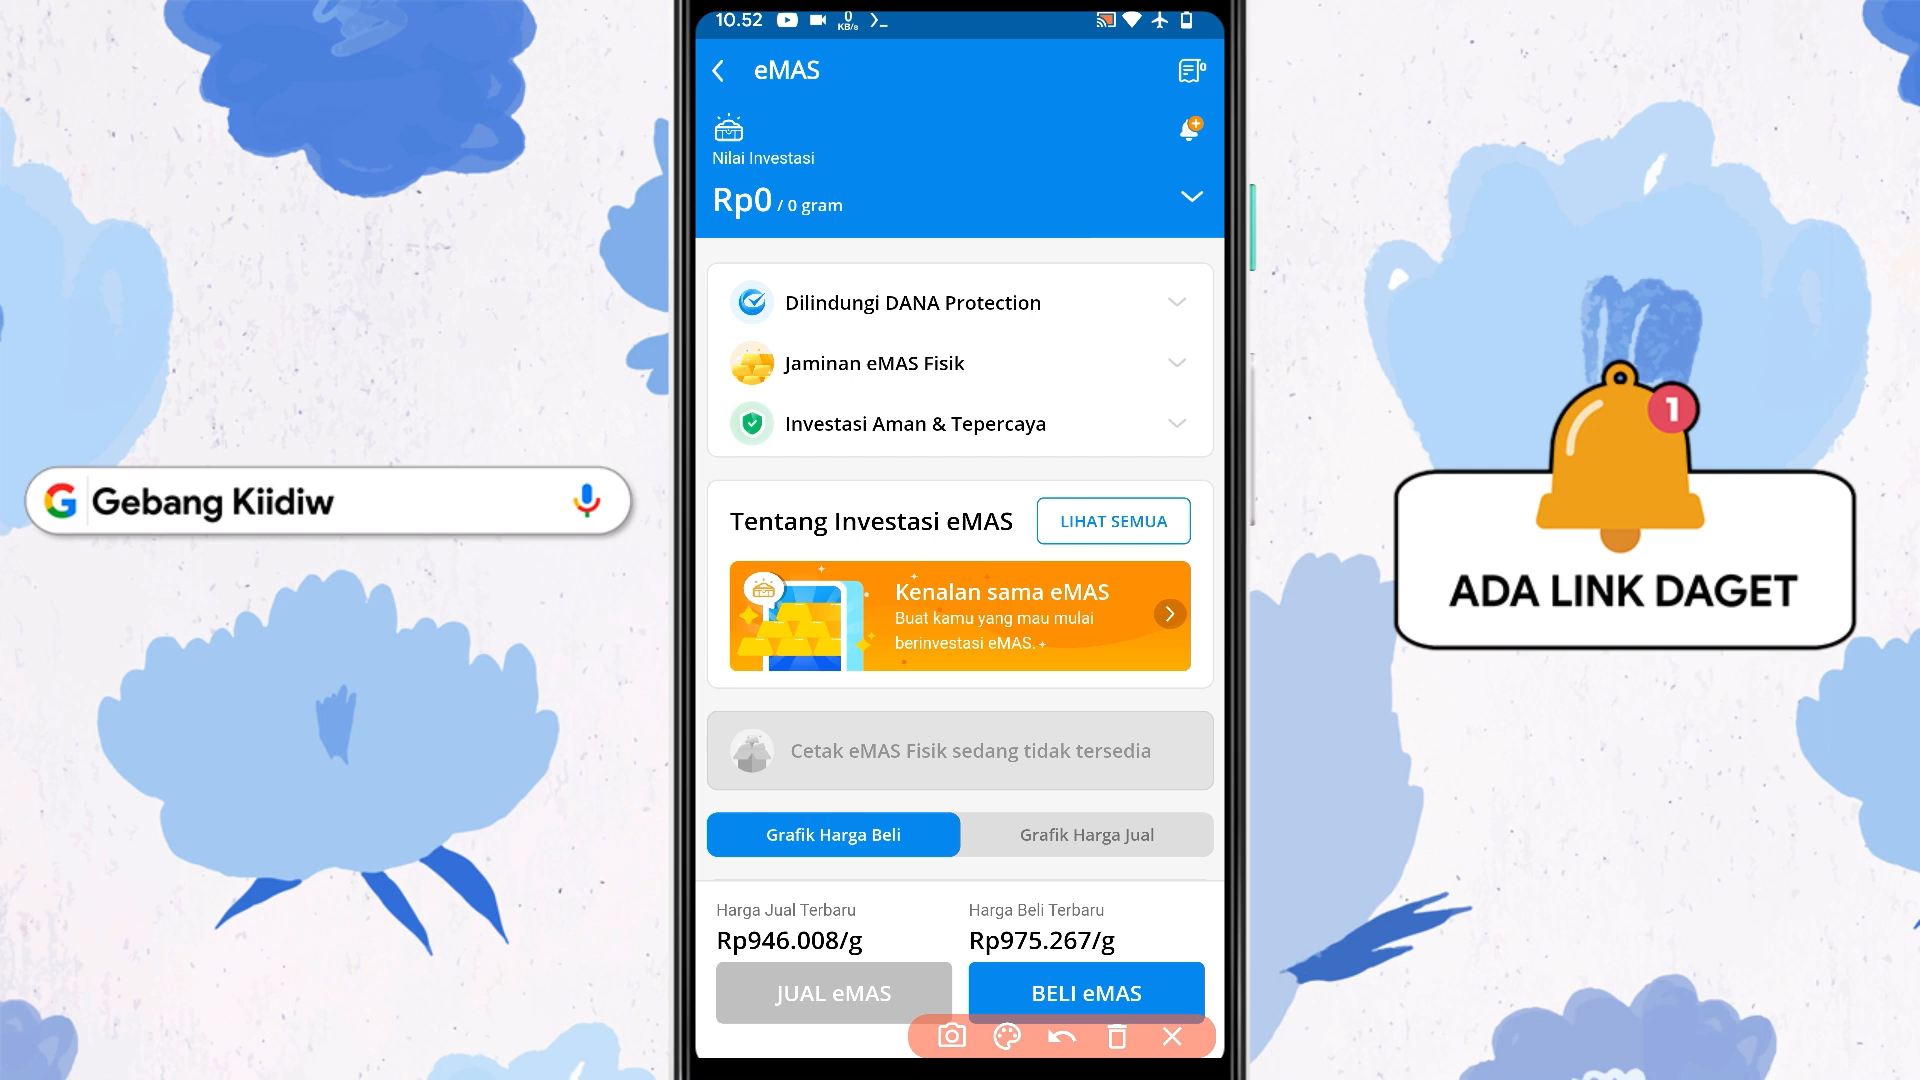 10.52
0
KB/s
eMAS
Nilai Investasi
Rp0 / 0 gram
Dilindungi DANA Protection
Jaminan eMAS Fisik
Investasi Aman & Tepercaya
Tentang Investasi eMAS
LIHAT SEMUA
Kenalan sama eMAS
Buat kamu yang mau mulai
berinvestasi eMAS.
Cetak eMAS Fisik sedang tidak tersedia
Grafik Harga Beli
Grafik Harga Jual
Harga Jual Terbaru
Rp946.008/g
Harga Beli Terbaru
Rp975.267/g
JUAL eMAS
BELI eMAS
G Gebang Kiidiw
1
ADA LINK DAGET